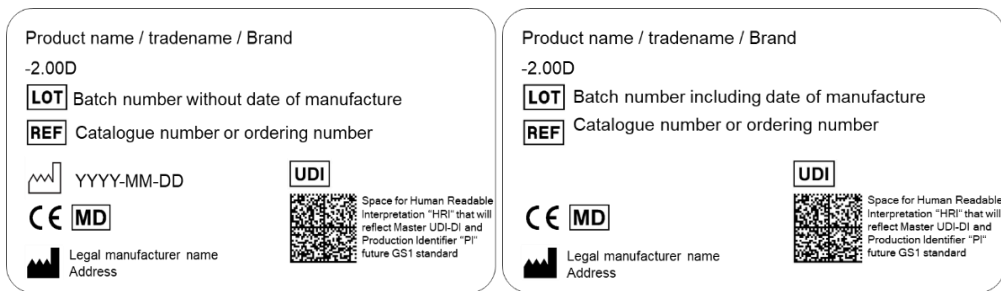 Product name / tradename / Brand
-2.00D
LOT Batch number without date of manufacture
REF Catalogue number or ordering number
YYYY-MM-DD
UDI
Space for Human Readable
Interpretation "HRI" that will
reflect Master UDI-DI and
Production Identifier "PI"
future GS1 standard
CE MD
Legal manufacturer name
Address
Product name / tradename / Brand
-2.00D
LOT Batch number including date of manufacture
REF Catalogue number or ordering number
UDI
Space for Human Readable
Interpretation "HRI" that will
reflect Master UDI-DI and
Production Identifier "PI"
future GS1 standard
CE MD
Legal manufacturer name
Address